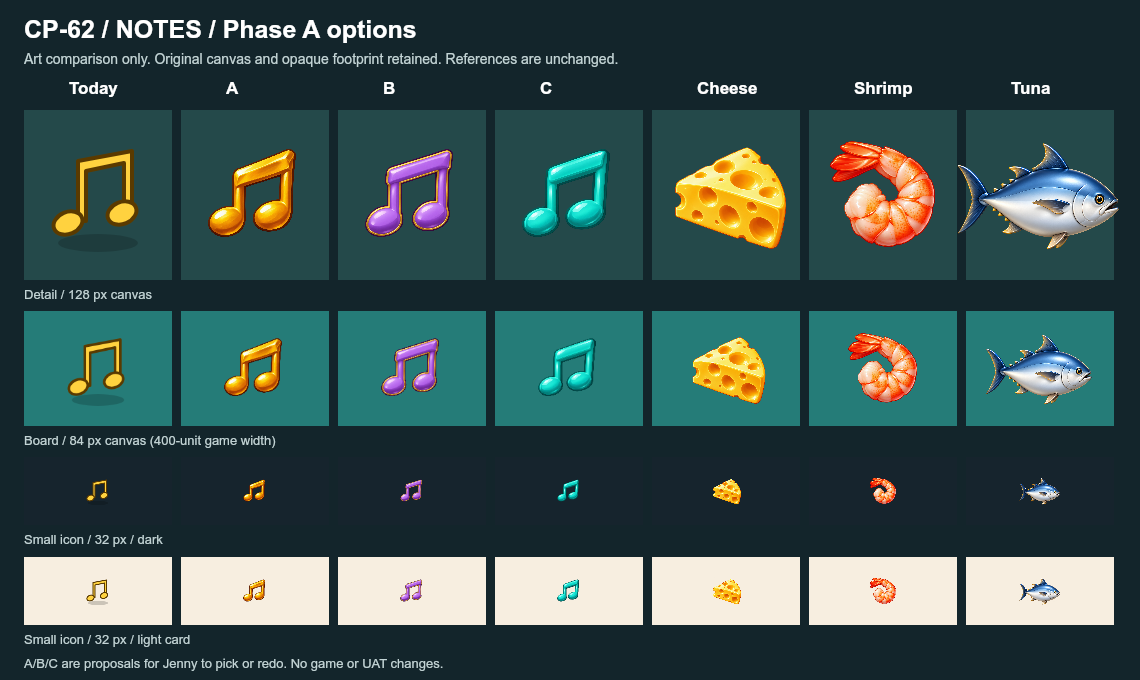 CP-62 / NOTES / Phase A options
Art comparison only. Original canvas and opaque footprint retained. References are unchanged.
Today A B C Cheese Shrimp Tuna
Detail / 128 px canvas
Board / 84 px canvas (400-unit game width)
Small icon / 32 px / dark
Small icon / 32 px / light card
A/B/C are proposals for Jenny to pick or redo. No game or UAT changes.